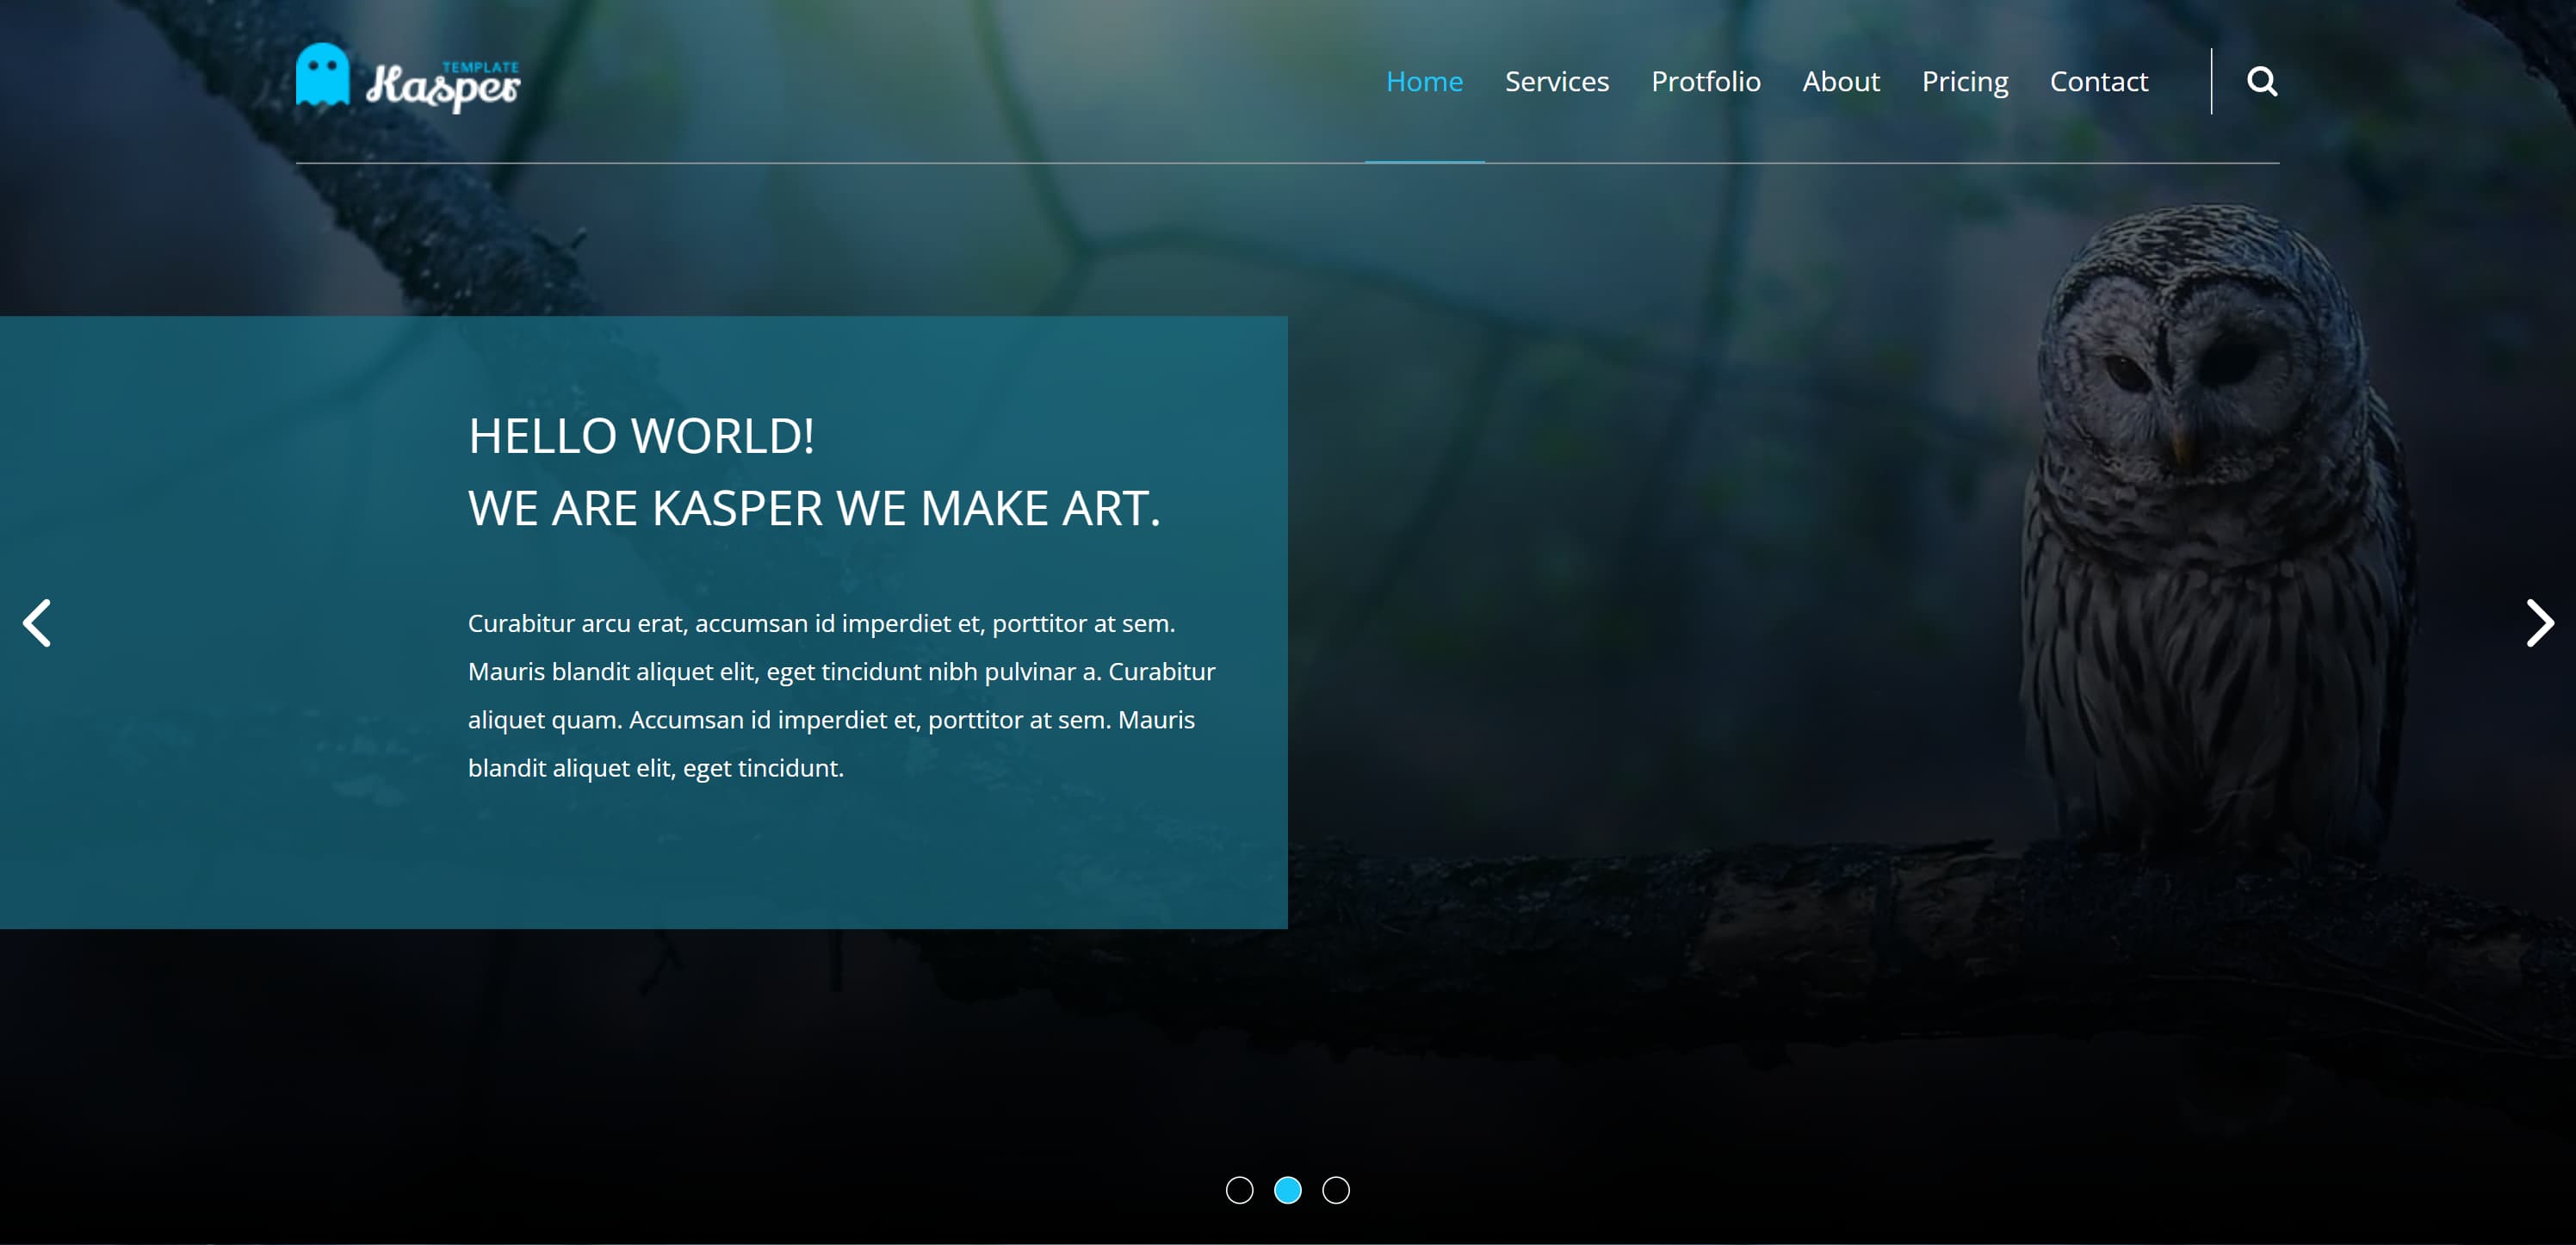 TEMPLATE
Kasper
Home Services Protfolio About Pricing Contact
HELLO WORLD!
WE ARE KASPER WE MAKE ART.
Curabitur arcu erat, accumsan id imperdiet et, porttitor at sem.
Mauris blandit aliquet elit, eget tincidunt nibh pulvinar a. Curabitur
aliquet quam. Accumsan id imperdiet et, porttitor at sem. Mauris
blandit aliquet elit, eget tincidunt.